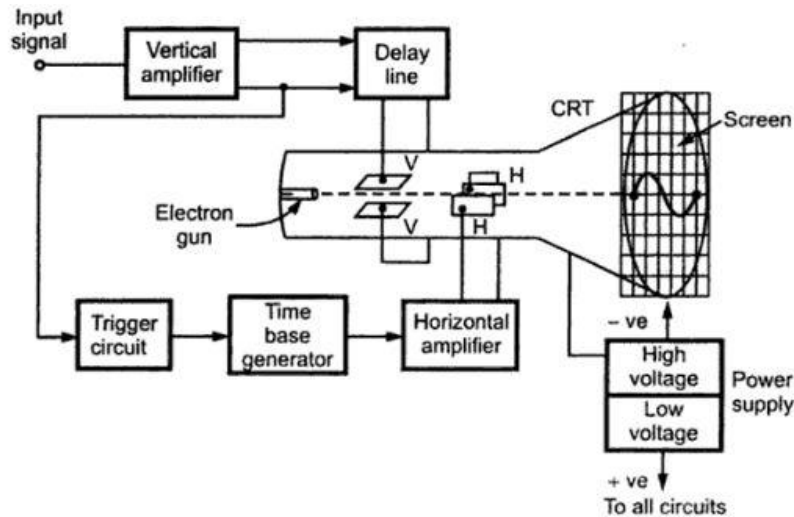 Input
signal
Vertical
amplifier
Delay
line
CRT
Screen
V
H
Electron
gun
V
H
Trigger
circuit
Time
base
generator
Horizontal
amplifier
– ve
High
voltage
Low
voltage
Power
supply
+ ve
To all circuits